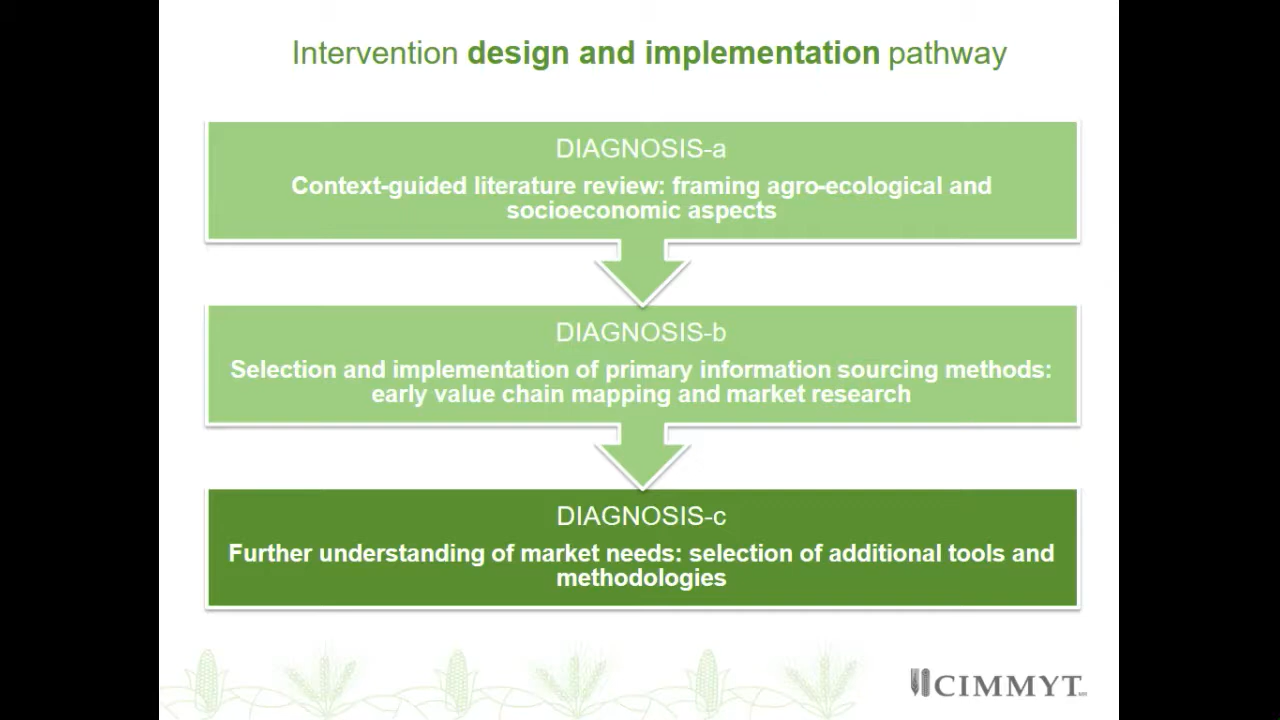 Intervention design and implementation pathway
DIAGNOSIS-a
Context-guided literature review: framing agro-ecological and
socioeconomic aspects
DIAGNOSIS-b
Selection and implementation of primary information sourcing methods:
early value chain mapping and market research
DIAGNOSIS-c
Further understanding of market needs: selection of additional tools and
methodologies
CIMMYT